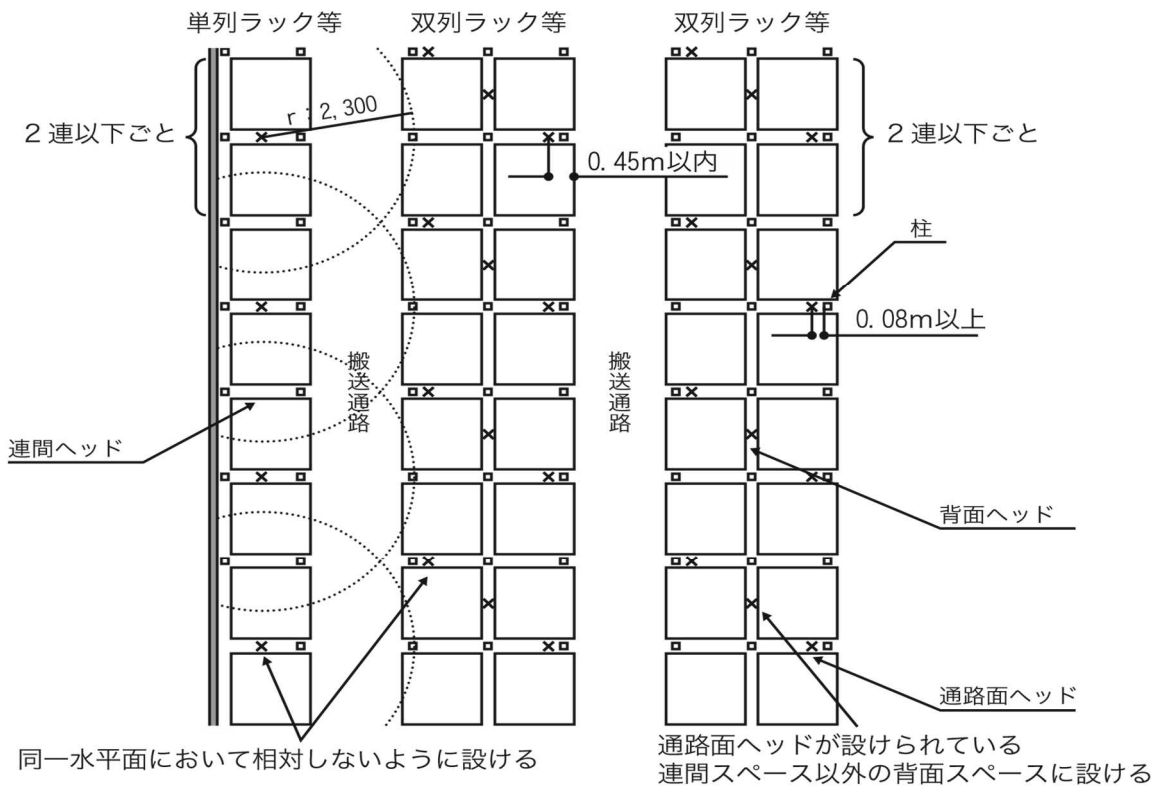 単列ラック等
双列ラック等
双列ラック等
2連以下ごと
r：2,300
0.45m以内
2連以下ごと
柱
0.08m以上
搬送通路
搬送通路
連間ヘッド
背面ヘッド
通路面ヘッド
同一水平面において相対しないように設ける
通路面ヘッドが設けられている
連間スペース以外の背面スペースに設ける